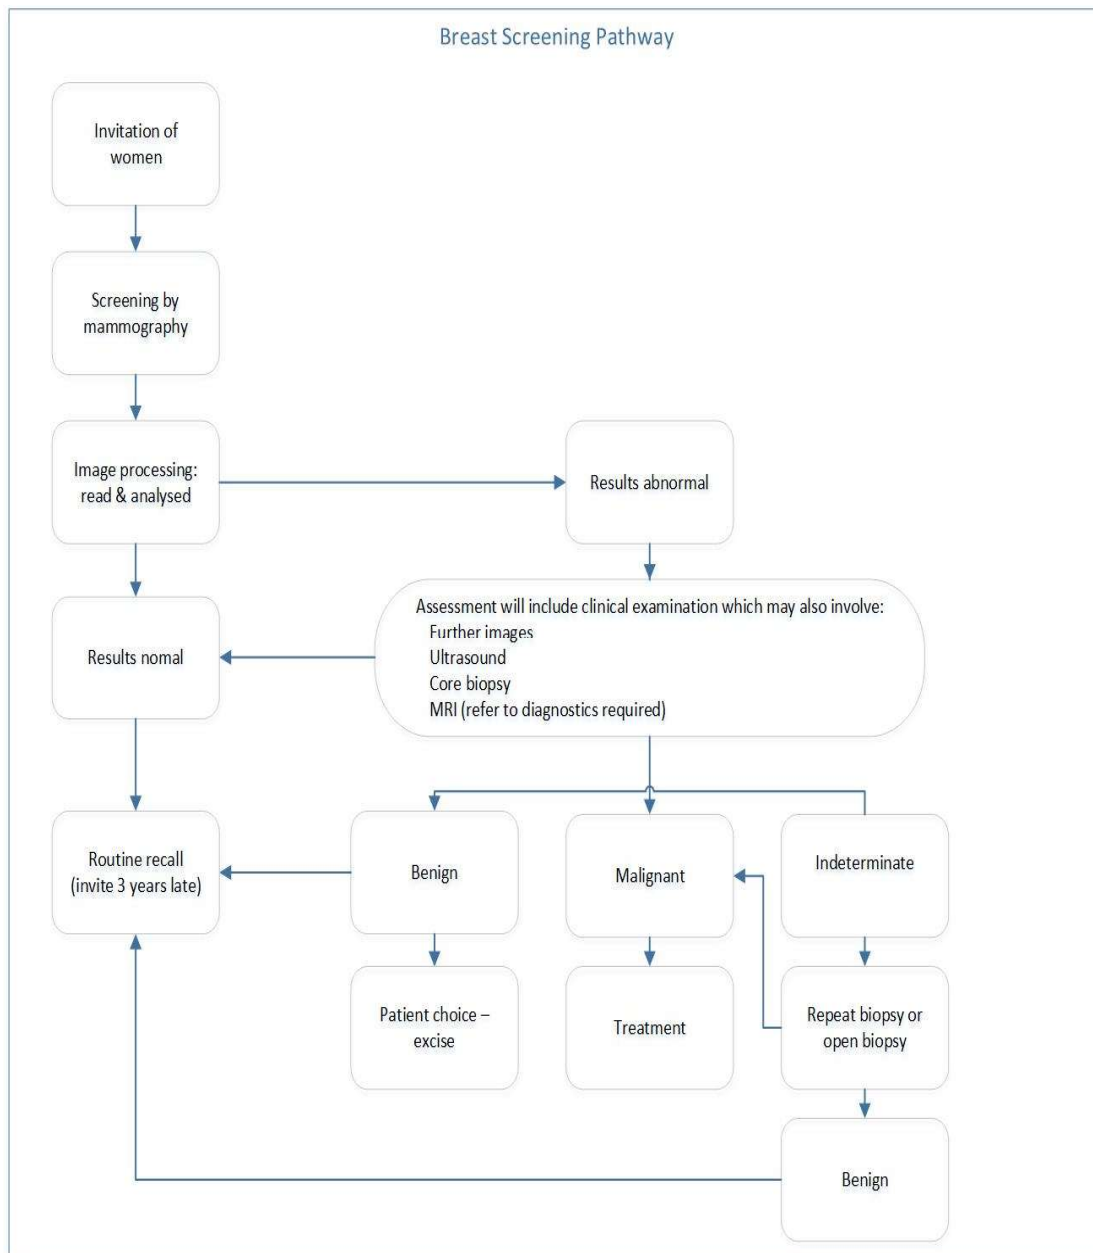 Breast Screening Pathway
Invitation of
women
Screening by
mammography
Image processing:
read & analysed
Results abnormal
Assessment will include clinical examination which may also involve:
Further images
Ultrasound
Core biopsy
MRI (refer to diagnostics required)
Results nomal
Routine recall
(invite 3 years late)
Benign
Malignant
Indeterminate
Patient choice –
excise
Treatment
Repeat biopsy or
open biopsy
Benign